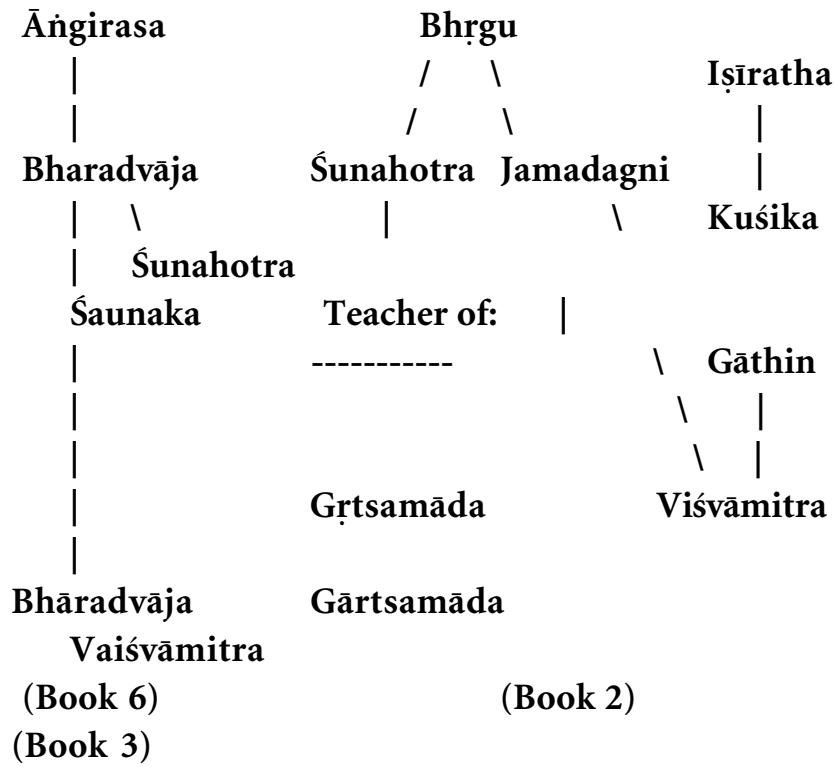 Āṅgirasa Bhṛgu
| / \ Iṣīratha
| / \ |
Bharadvāja Śunahotra Jamadagni |
| \ | \ Kuśika
| Śunahotra
Śaunaka Teacher of: |
| ----------- \ Gāthin
| \ |
| \ |
| Gṛtsamāda Viśvāmitra
|
Bhāradvāja Gārtsamāda
Vaiśvāmitra
(Book 6) (Book 2)
(Book 3)